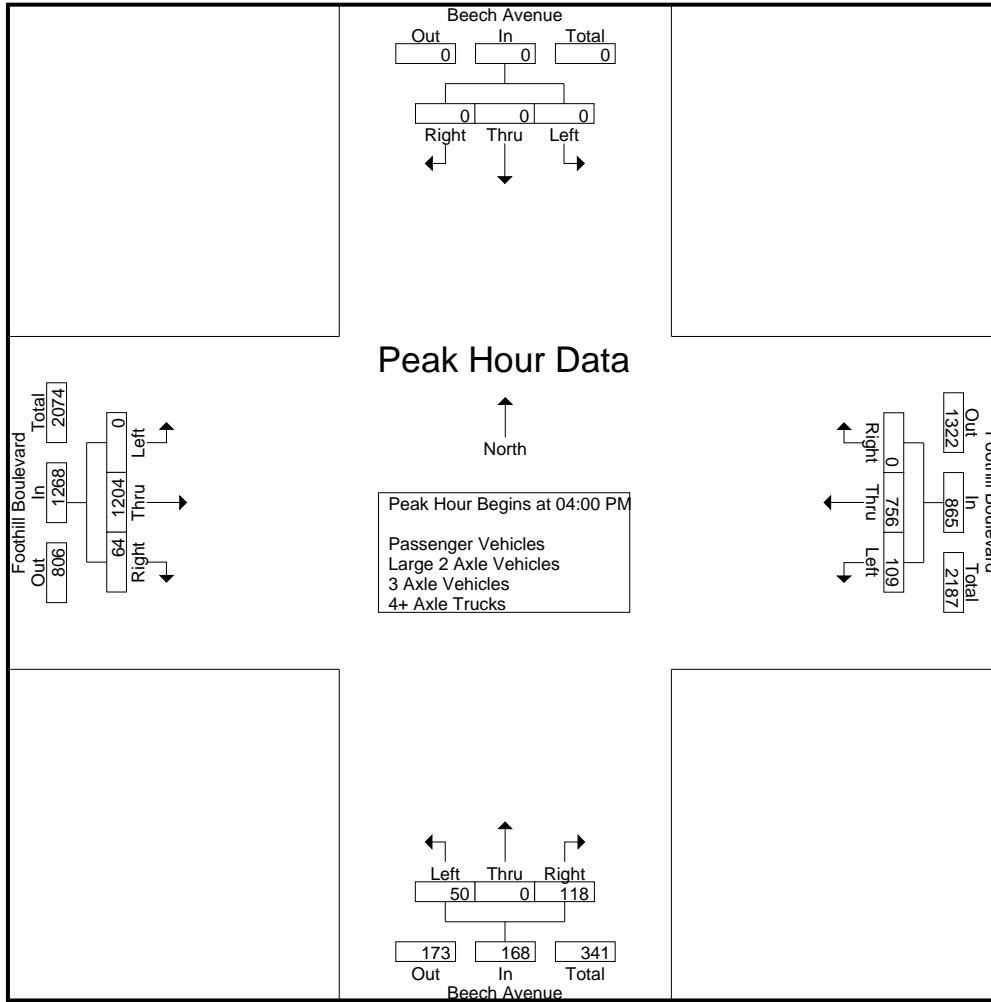 Beech Avenue
Out In Total
0 0 0
0 0 0
Right Thru Left
Peak Hour Data
North
Peak Hour Begins at 04:00 PM
Passenger Vehicles
Large 2 Axle Vehicles
3 Axle Vehicles
4+ Axle Trucks
Foothill Boulevard
Out In Total
806 1268 2074
Right Thru Left
64 1204 0
Foothill Boulevard
Out In Total
1322 865 2187
Right Thru Left
0 756 109
Left Thru Right
50 0 118
173 168 341
Out In Total
Beech Avenue